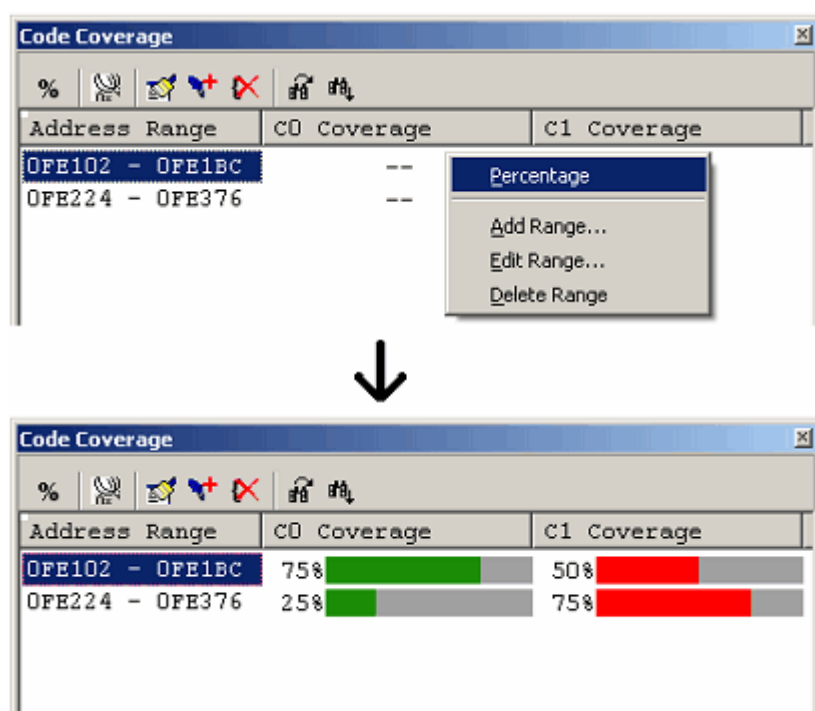 Code Coverage
%
Address Range C0 Coverage C1 Coverage
0FE102 - 0FE1BC --
0FE224 - 0FE376 --
Percentage
Add Range...
Edit Range...
Delete Range
Code Coverage
%
Address Range C0 Coverage C1 Coverage
0FE102 - 0FE1BC 75% 50%
0FE224 - 0FE376 25% 75%